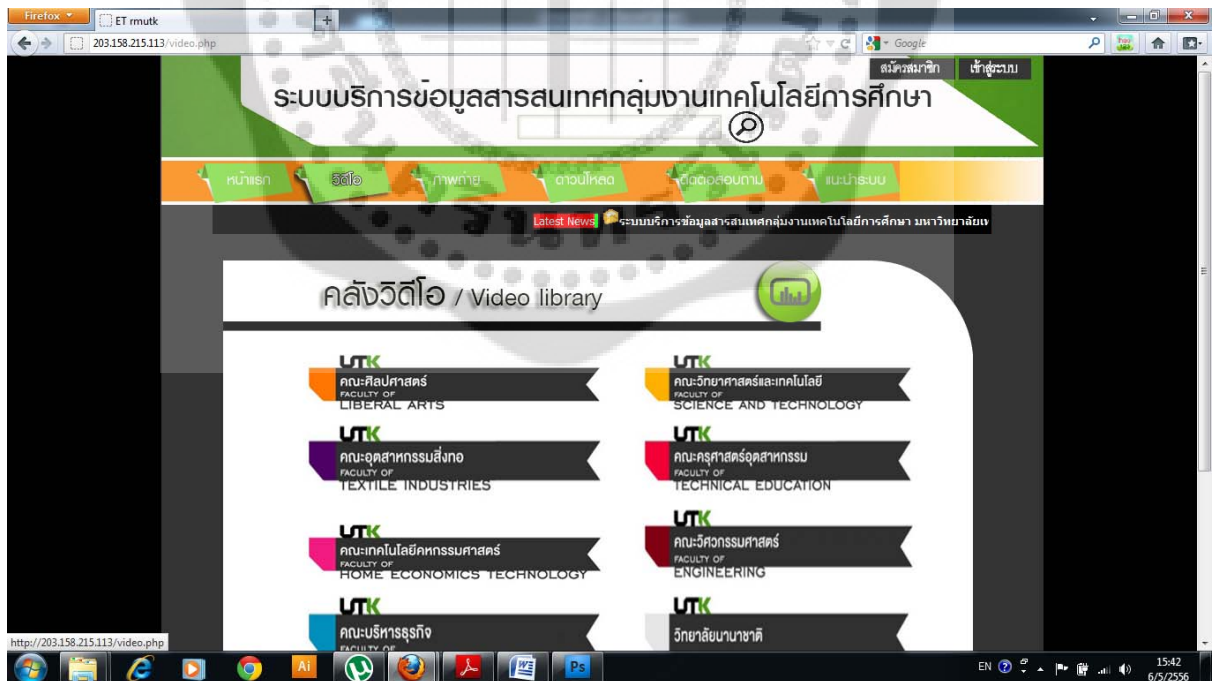 Firefox
ET rmutk
203.158.215.113/video.php
Google
สมัครสมาชิก เข้าสู่ระบบ
ระบบบริการข้อมูลสารสนเทศกลุ่มงานเทคโนโลยีการศึกษา
หน้าแรก วิดีโอ ภาพถ่าย ดาวน์โหลด ติดต่อสอบถาม แนะนำระบบ
Latest News ระบบบริการข้อมูลสารสนเทศกลุ่มงานเทคโนโลยีการศึกษา มหาวิทยาลัยเท
คลังวิดีโอ / Video library
UTK
คณะศิลปศาสตร์
FACULTY OF
LIBERAL ARTS
UTK
คณะวิทยาศาสตร์และเทคโนโลยี
FACULTY OF
SCIENCE AND TECHNOLOGY
UTK
คณะอุตสาหกรรมสิ่งทอ
FACULTY OF
TEXTILE INDUSTRIES
UTK
คณะครุศาสตร์อุตสาหกรรม
FACULTY OF
TECHNICAL EDUCATION
UTK
คณะเทคโนโลยีคหกรรมศาสตร์
FACULTY OF
HOME ECONOMICS TECHNOLOGY
UTK
คณะวิศวกรรมศาสตร์
FACULTY OF
ENGINEERING
UTK
คณะบริหารธุรกิจ
FACULTY OF
UTK
วิทยาลัยนานาชาติ
http://203.158.215.113/video.php
Ai
Ps
EN
15:42
6/5/2556